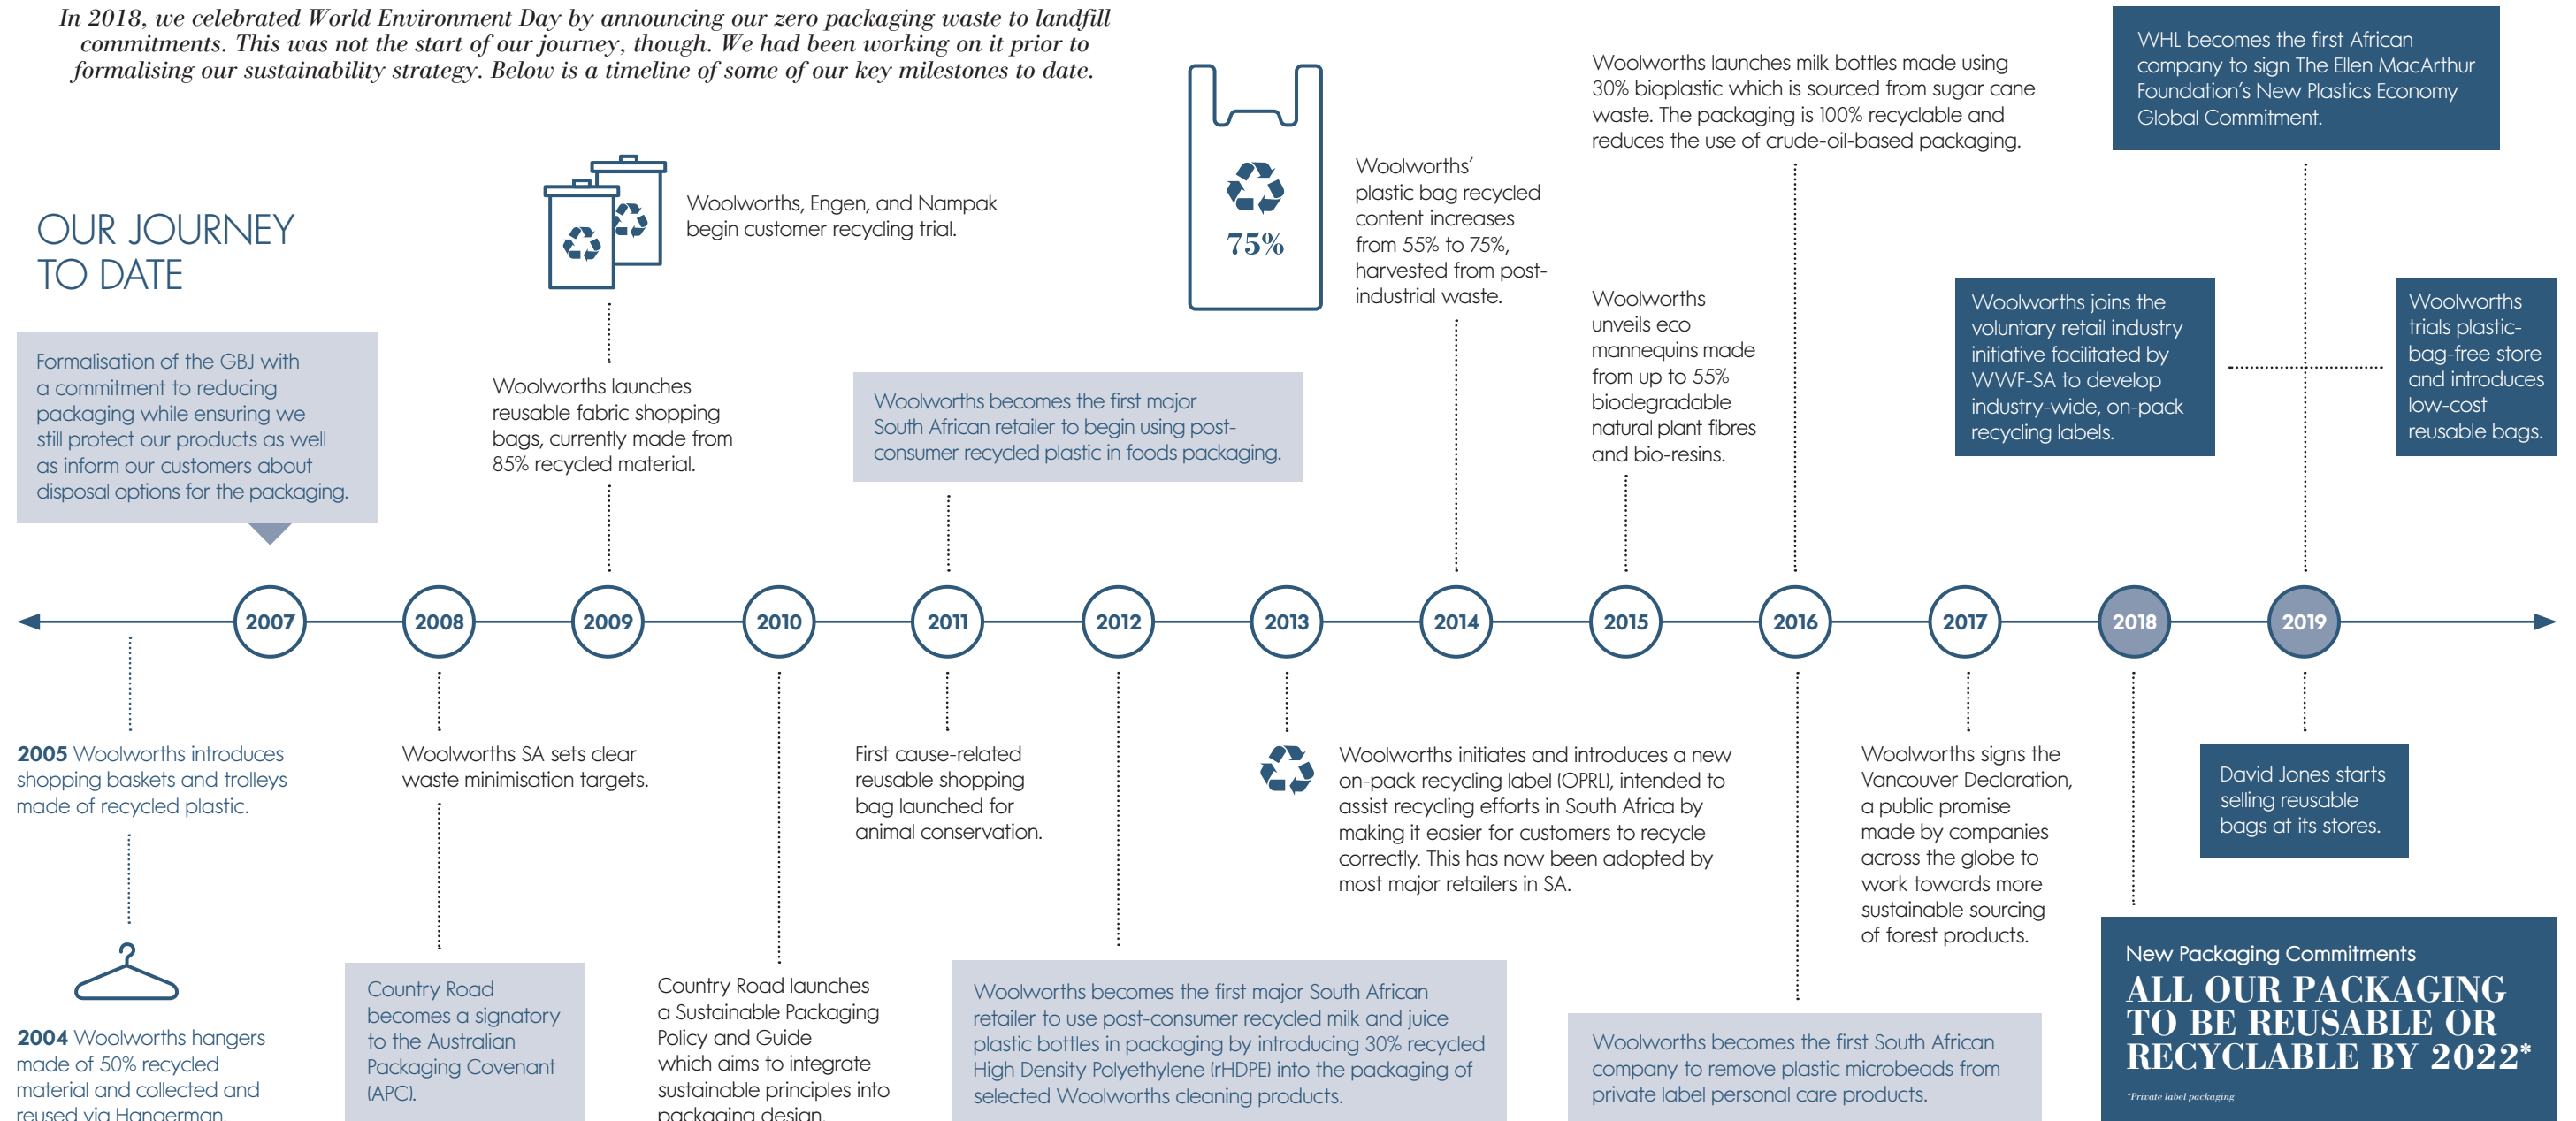 In 2018, we celebrated World Environment Day by announcing our zero packaging waste to landfill
commitments. This was not the start of our journey, though. We had been working on it prior to
formalising our sustainability strategy. Below is a timeline of some of our key milestones to date.
OUR JOURNEY
TO DATE
Formalisation of the GBJ with
a commitment to reducing
packaging while ensuring we
still protect our products as well
as inform our customers about
disposal options for the packaging.
Woolworths, Engen, and Nampak
begin customer recycling trial.
Woolworths launches
reusable fabric shopping
bags, currently made from
85% recycled material.
Woolworths becomes the first major
South African retailer to begin using post-
consumer recycled plastic in foods packaging.
75%
Woolworths'
plastic bag recycled
content increases
from 55% to 75%,
harvested from post-
industrial waste.
Woolworths
unveils eco
mannequins made
from up to 55%
biodegradable
natural plant fibres
and bio-resins.
Woolworths launches milk bottles made using
30% bioplastic which is sourced from sugar cane
waste. The packaging is 100% recyclable and
reduces the use of crude-oil-based packaging.
WHL becomes the first African
company to sign The Ellen MacArthur
Foundation's New Plastics Economy
Global Commitment.
Woolworths joins the
voluntary retail industry
initiative facilitated by
WWF-SA to develop
industry-wide, on-pack
recycling labels.
Woolworths
trials plastic-
bag-free store
and introduces
low-cost
reusable bags.
2007
2008
2009
2010
2011
2012
2013
2014
2015
2016
2017
2018
2019
2005 Woolworths introduces
shopping baskets and trolleys
made of recycled plastic.
2004 Woolworths hangers
made of 50% recycled
material and collected and
reused via Hangerman.
Woolworths SA sets clear
waste minimisation targets.
Country Road
becomes a signatory
to the Australian
Packaging Covenant
(APC).
Country Road launches
a Sustainable Packaging
Policy and Guide
which aims to integrate
sustainable principles into
packaging design.
First cause-related
reusable shopping
bag launched for
animal conservation.
Woolworths becomes the first major South African
retailer to use post-consumer recycled milk and juice
plastic bottles in packaging by introducing 30% recycled
High Density Polyethylene (rHDPE) into the packaging of
selected Woolworths cleaning products.
Woolworths initiates and introduces a new
on-pack recycling label (OPRL), intended to
assist recycling efforts in South Africa by
making it easier for customers to recycle
correctly. This has now been adopted by
most major retailers in SA.
Woolworths becomes the first South African
company to remove plastic microbeads from
private label personal care products.
Woolworths signs the
Vancouver Declaration,
a public promise
made by companies
across the globe to
work towards more
sustainable sourcing
of forest products.
New Packaging Commitments
ALL OUR PACKAGING
TO BE REUSABLE OR
RECYCLABLE BY 2022*
*Private label packaging
David Jones starts
selling reusable
bags at its stores.